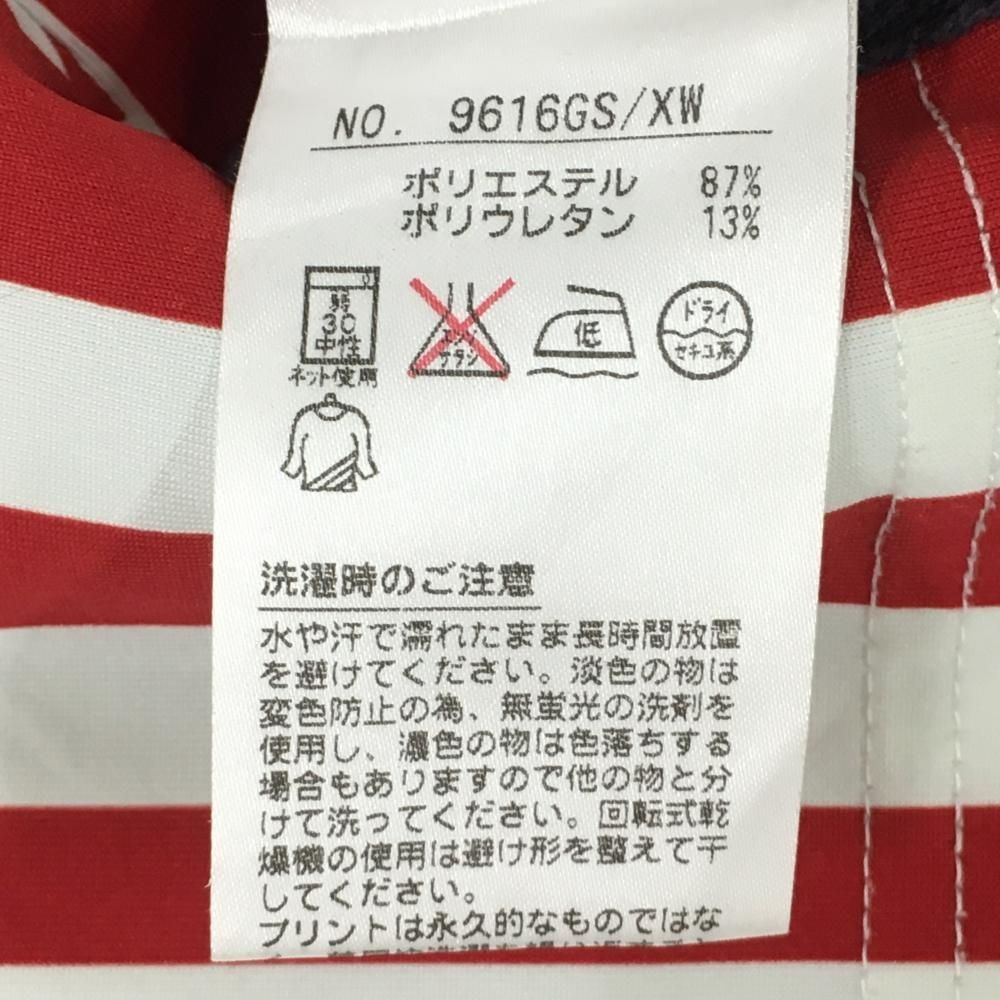 NO. 9616GS/XW
ポリエステル 87%
ポリウレタン 13%
弱
30
中性
エンソ
サラシ
低
ドライ
セキユ系
ネット使用
洗濯時のご注意
水や汗で濡れたまま長時間放置
を避けてください。淡色の物は
変色防止の為、無蛍光の洗剤を
使用し、濃色の物は色落ちする
場合もありますので他の物と分
けて洗ってください。回転式乾
燥機の使用は避け形を整えて干
してください。
プリントは永久的なものではな